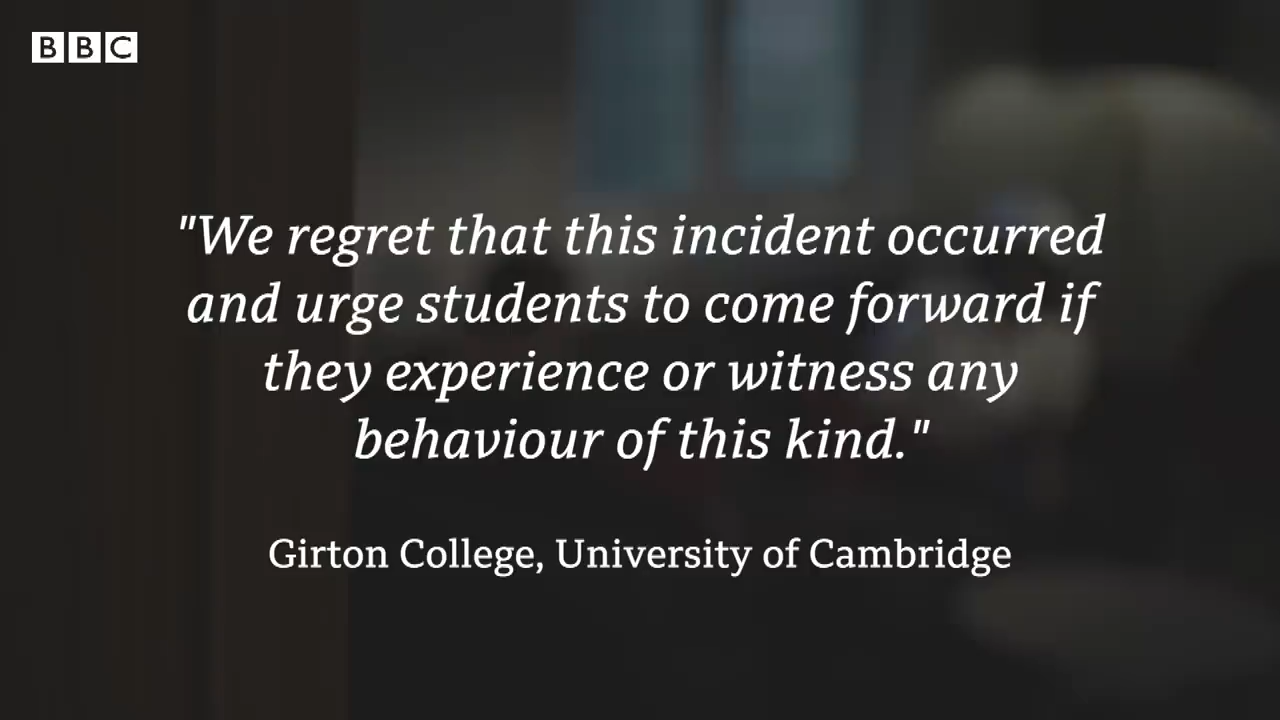 BBC
"We regret that this incident occurred
and urge students to come forward if
they experience or witness any
behaviour of this kind."
Girton College, University of Cambridge